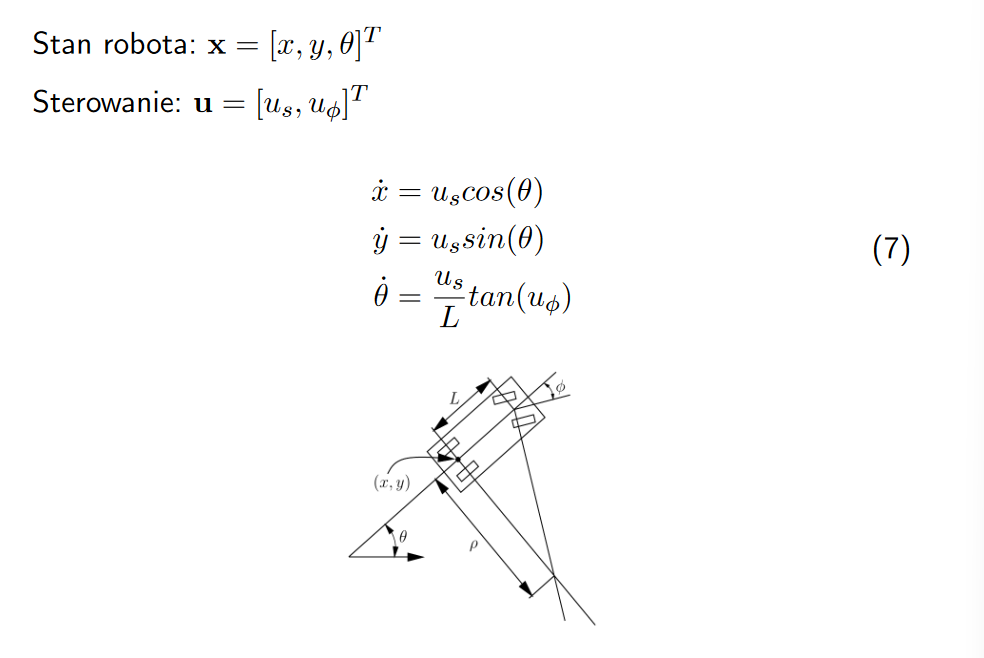 Stan robota: x = [x, y, θ]^T
Sterowanie: u = [u_s, u_ϕ]^T
ẋ = u_s cos(θ)
ẏ = u_s sin(θ)
(7)
θ̇ = u_s/L tan(u_ϕ)
ϕ
L
(x, y)
θ
ρ